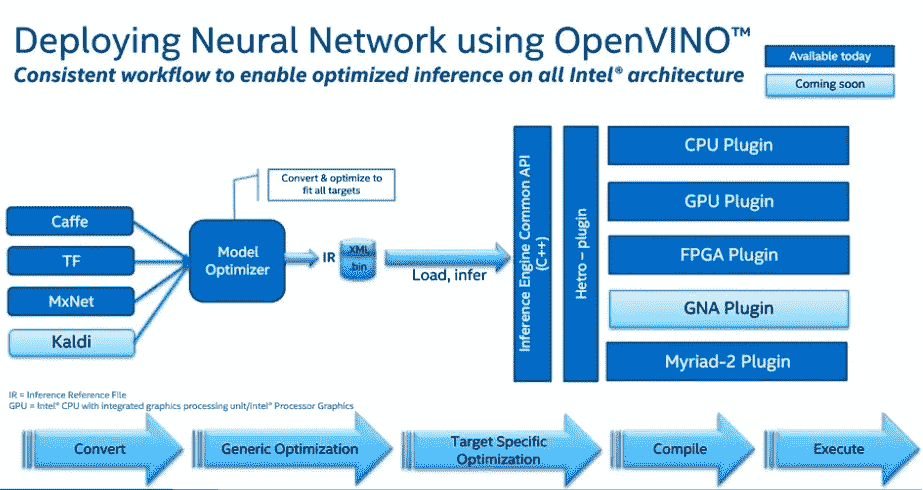 Deploying Neural Network using OpenVINO™
Consistent workflow to enable optimized inference on all Intel® architecture
Available today
Coming soon
Convert & optimize to
fit all targets
Caffe
TF
MxNet
Kaldi
Model
Optimizer
IR
XML
.bin
Load, infer
Inference Engine Common API
(C++)
Hetro – plugin
CPU Plugin
GPU Plugin
FPGA Plugin
GNA Plugin
Myriad-2 Plugin
IR = Inference Reference File
GPU = Intel® CPU with integrated graphics processing unit/Intel® Processor Graphics
Convert
Generic Optimization
Target Specific
Optimization
Compile
Execute